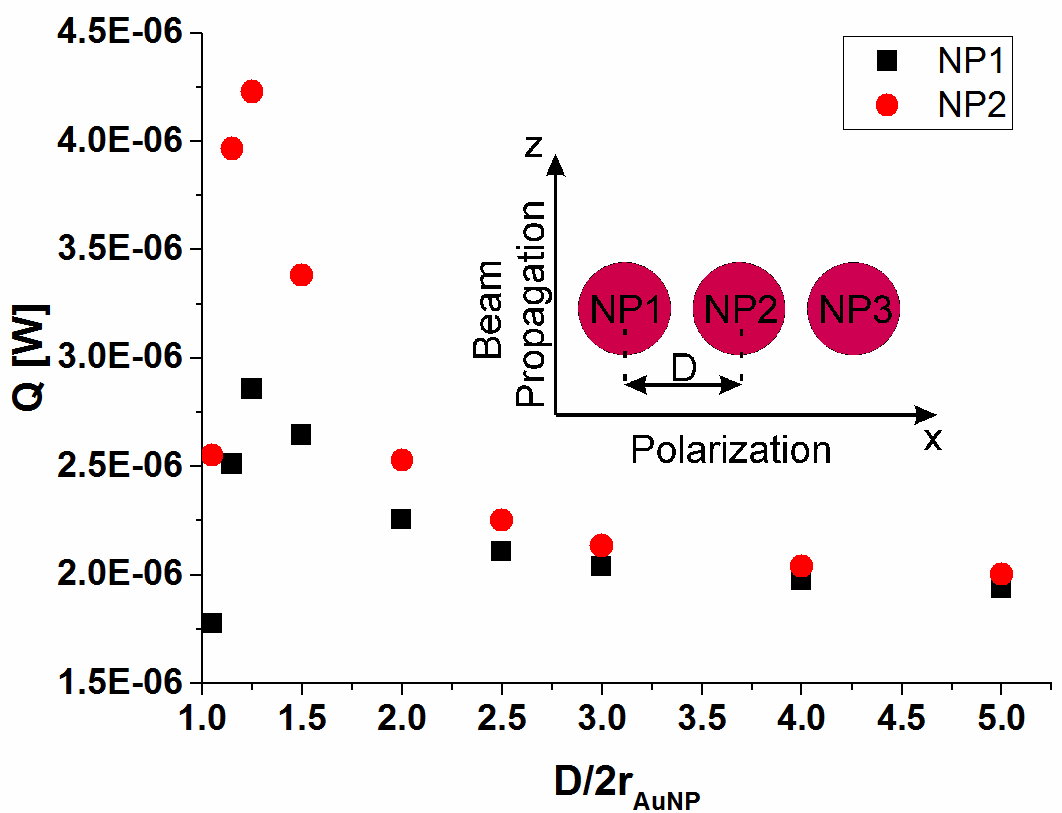 4.5E-06
4.0E-06
3.5E-06
3.0E-06
2.5E-06
2.0E-06
1.5E-06
Q [W]
NP1
NP2
z
Beam
Propagation
NP1 NP2 NP3
D
x
Polarization
1.0 1.5 2.0 2.5 3.0 3.5 4.0 4.5 5.0
D/2rAuNP